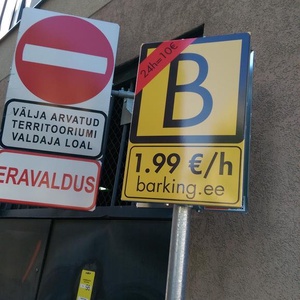 VÄLJA ARVATUD
TERRITOORIUMI
VALDAJA LOAL
ERAVALDUS
24h=10€
B
1.99 €/h
barking.ee